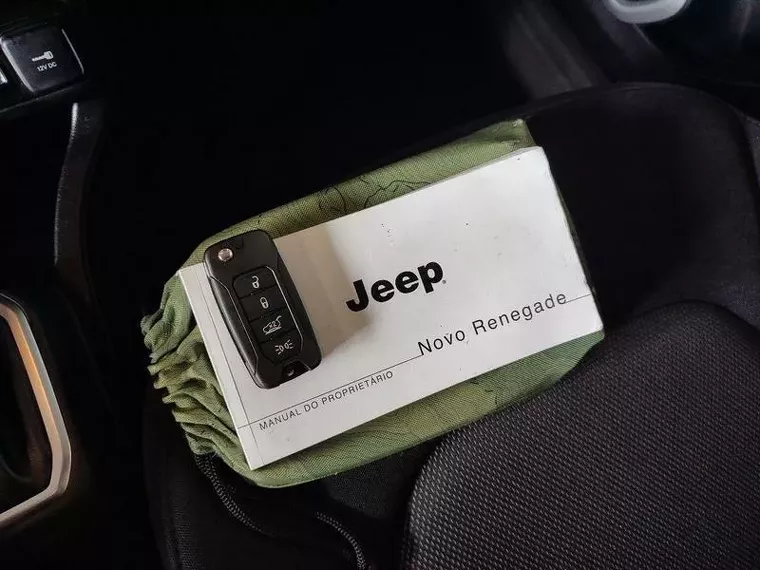 12V DC
Jeep
Novo Renegade
MANUAL DO PROPRIETÁRIO